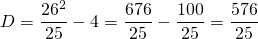 D = \frac{26^2}{25} - 4 = \frac{676}{25} - \frac{100}{25} = \frac{576}{25}